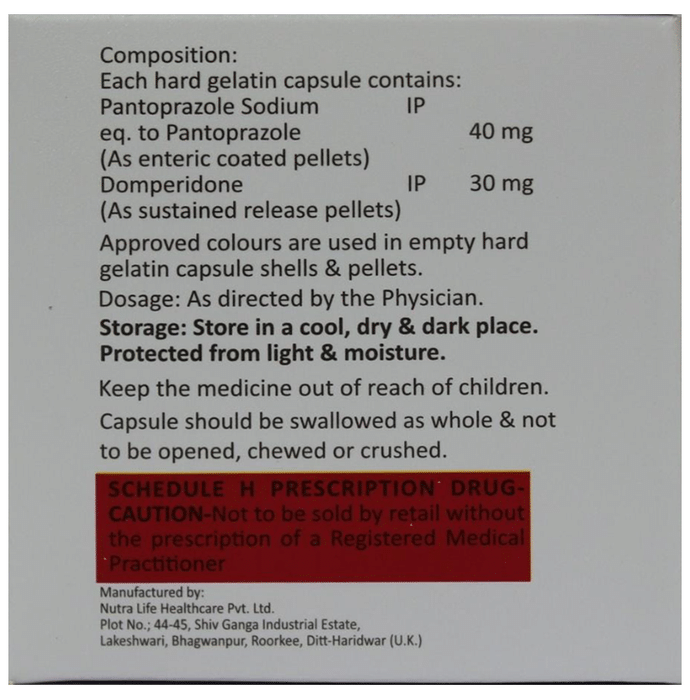 Composition:
Each hard gelatin capsule contains:
Pantoprazole Sodium IP
eq. to Pantoprazole 40 mg
(As enteric coated pellets)
Domperidone IP 30 mg
(As sustained release pellets)
Approved colours are used in empty hard
gelatin capsule shells & pellets.
Dosage: As directed by the Physician.
Storage: Store in a cool, dry & dark place.
Protected from light & moisture.
Keep the medicine out of reach of children.
Capsule should be swallowed as whole & not
to be opened, chewed or crushed.
SCHEDULE H PRESCRIPTION DRUG-
CAUTION-Not to be sold by retail without
the prescription of a Registered Medical
Practitioner
Manufactured by:
Nutra Life Healthcare Pvt. Ltd.
Plot No.; 44-45, Shiv Ganga Industrial Estate,
Lakeshwari, Bhagwanpur, Roorkee, Ditt-Haridwar (U.K.)